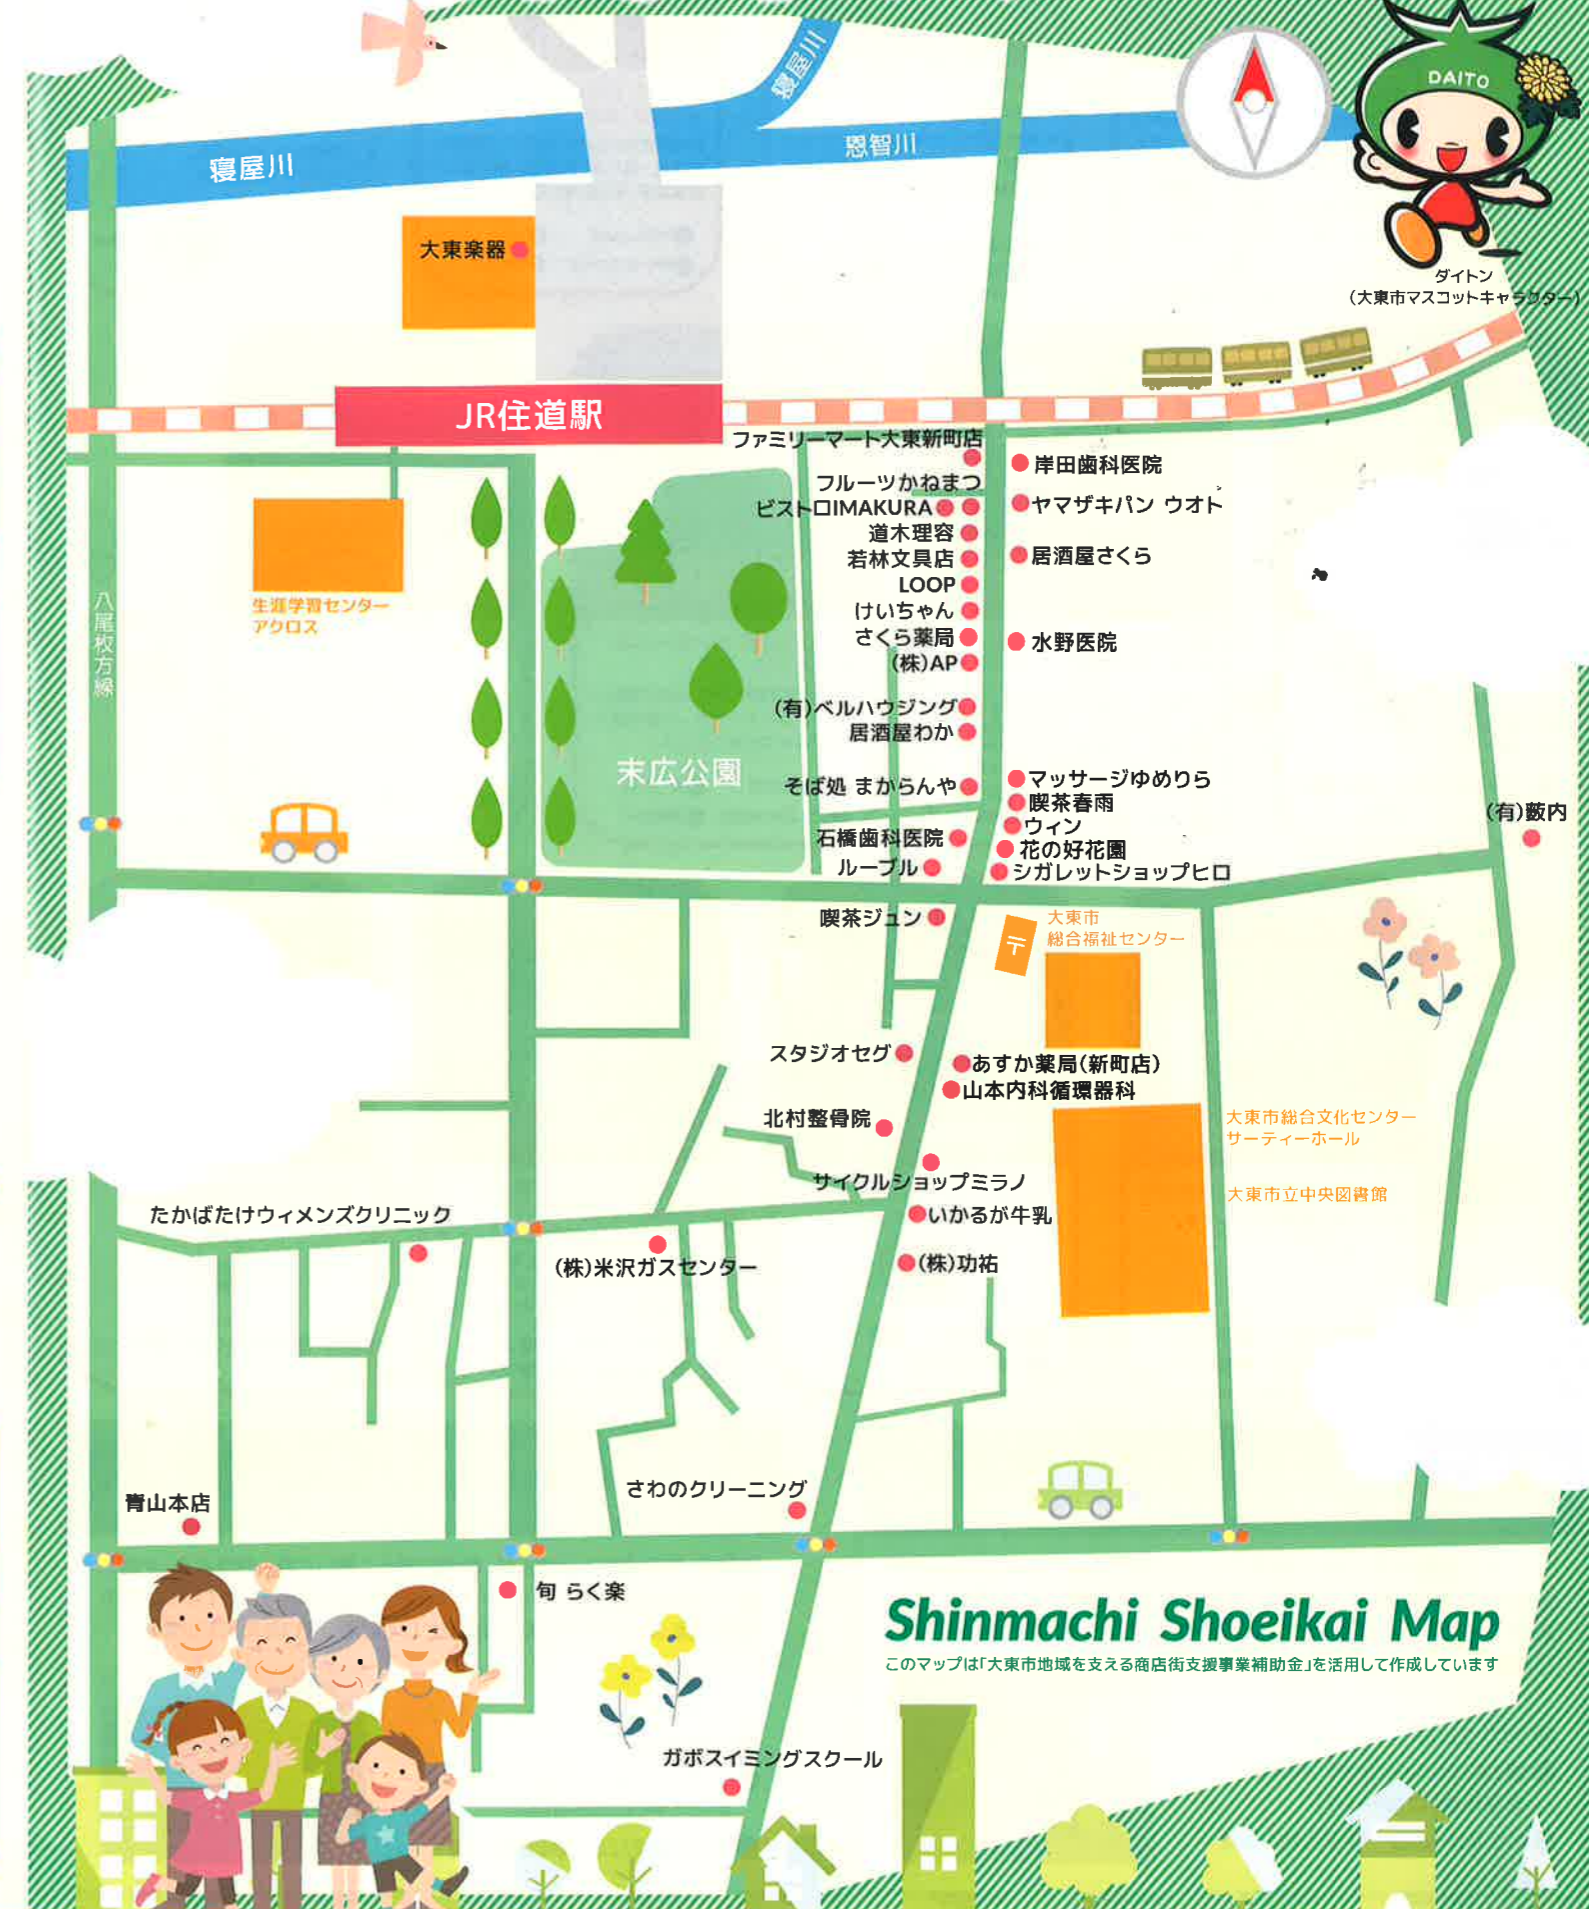 DAITO
寝屋川
寝屋川
恩智川
ダイトン
（大東市マスコットキャラクター）
大東楽器
JR住道駅
ファミリーマート大東新町店
フルーツかねまつ
ビストロIMAKURA
道木理容
若林文具店
LOOP
けいちゃん
さくら薬局
(株)AP
(有)ベルハウジング
居酒屋わか
そば処 まからんや
石橋歯科医院
ルーブル
喫茶ジュン
岸田歯科医院
ヤマザキパン ウオト
居酒屋さくら
水野医院
マッサージゆめりら
喫茶春雨
ウィン
花の好花園
シガレットショップヒロ
(有)藪内
生涯学習センター
アクロス
八尾枚方線
末広公園
〒
大東市
総合福祉センター
スタジオセグ
あすか薬局(新町店)
山本内科循環器科
北村整骨院
サイクルショップミラノ
いかるが牛乳
(株)功祐
大東市総合文化センター
サーティーホール
大東市立中央図書館
たかばたけウィメンズクリニック
(株)米沢ガスセンター
さわのクリーニング
青山本店
旬 らく楽
Shinmachi Shoeikai Map
このマップは「大東市地域を支える商店街支援事業補助金」を活用して作成しています
ガボスイミングスクール